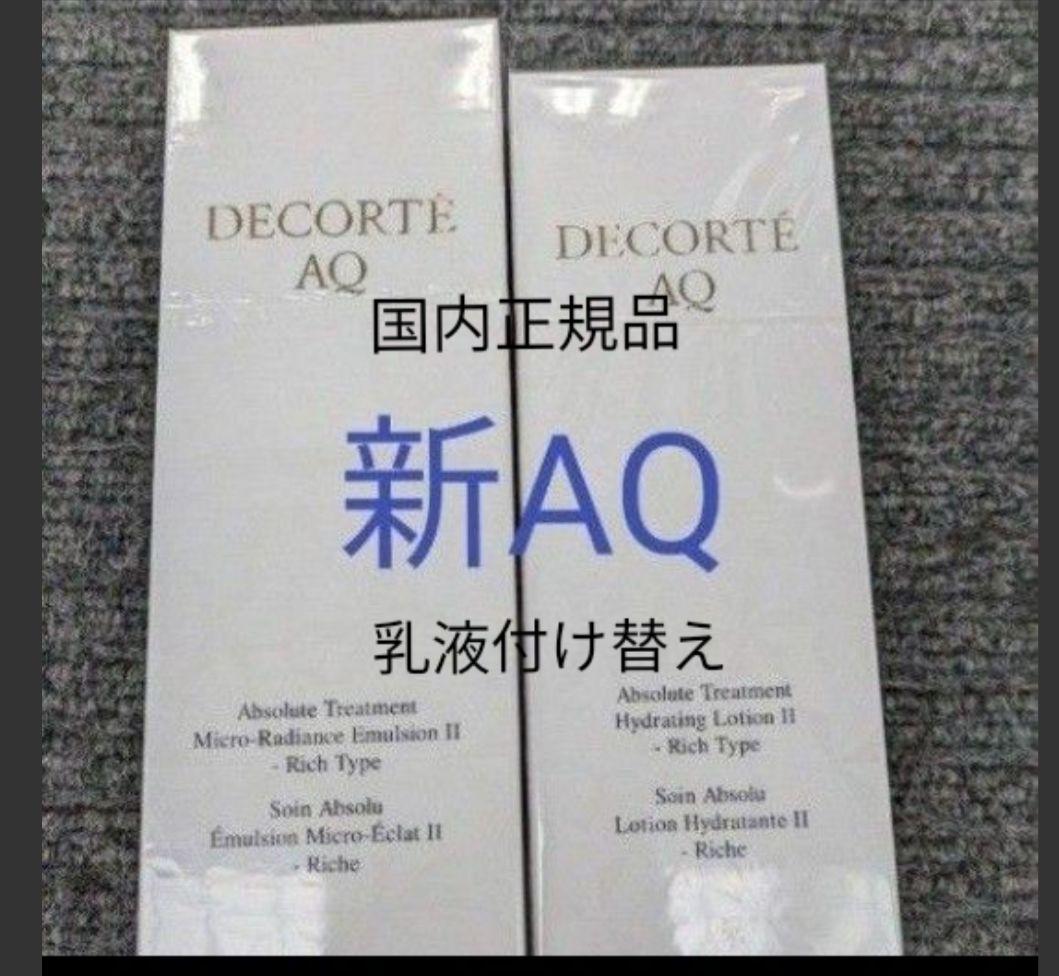 DECORTÉ
AQ
DECORTÉ
AQ
国内正規品
新AQ
乳液付け替え
Absolute Treatment
Micro-Radiance Emulsion II
- Rich Type
Soin Absolu
Émulsion Micro-Éclat II
- Riche
Absolute Treatment
Hydrating Lotion II
- Rich Type
Soin Absolu
Lotion Hydratante II
- Riche